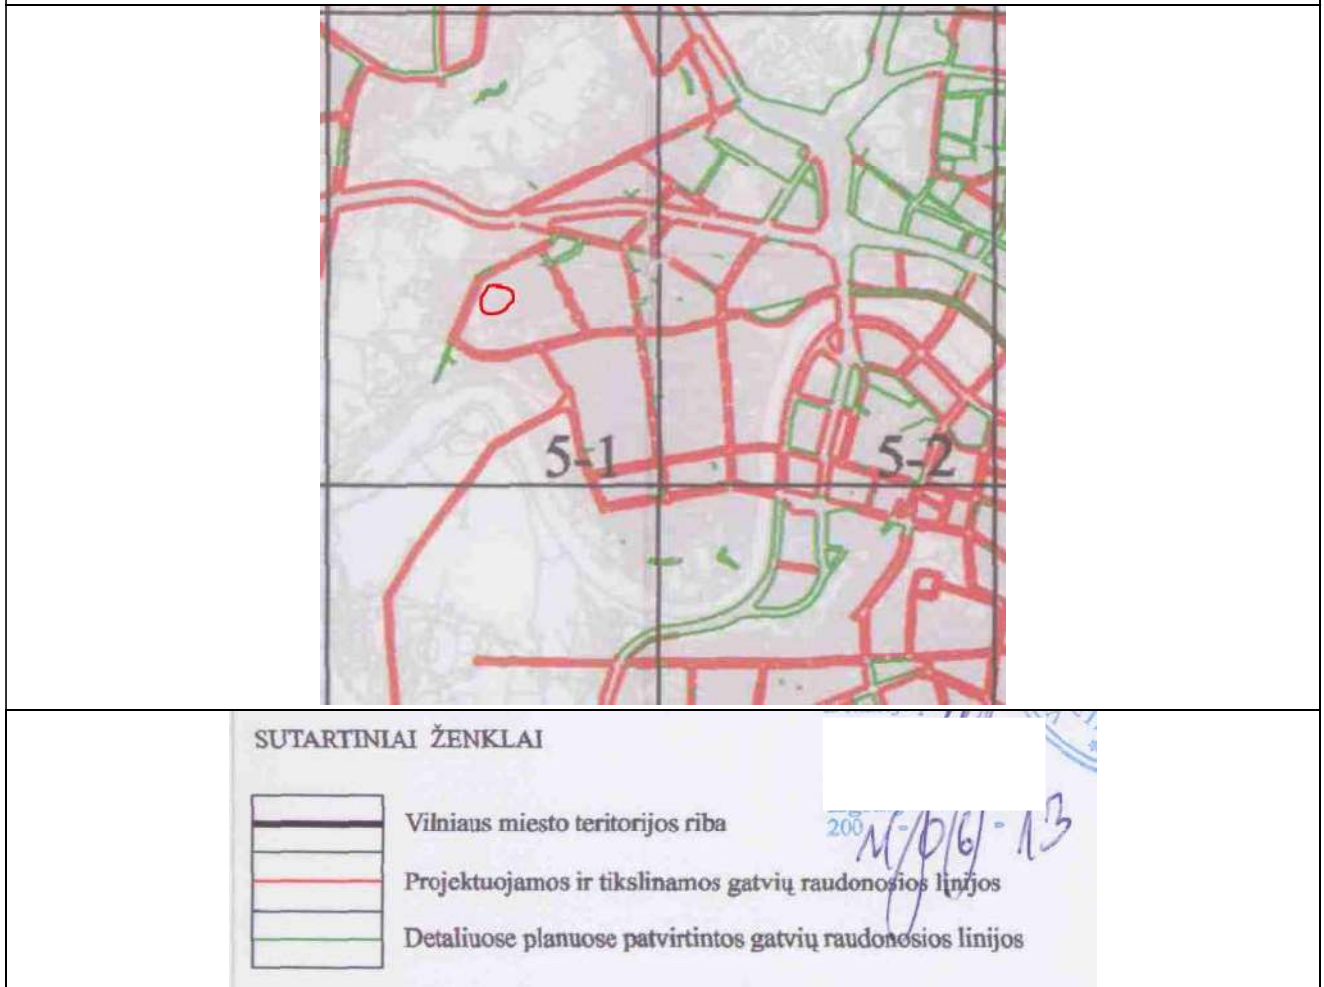 5-1
5-2
SUTARTINIAI ŽENKLAI
Vilniaus miesto teritorijos riba
200
Projektuojamos ir tikslinamos gatvių raudonosios linijos
Detaliuose planuose patvirtintos gatvių raudonosios linijos